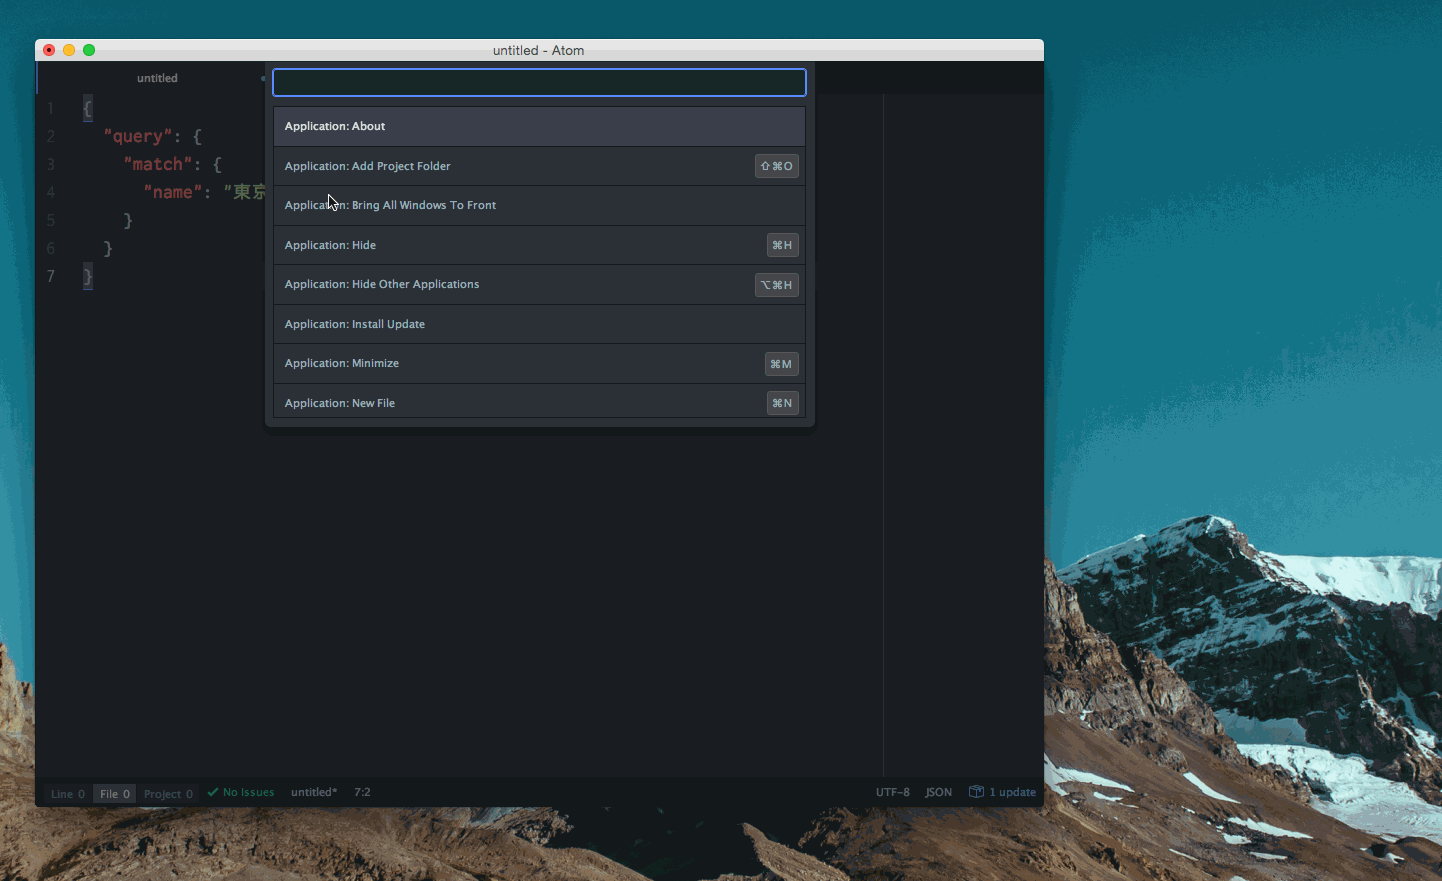 untitled - Atom
untitled
1 {
2 "query": {
3 "match": {
4 "name": "東京
5 }
6 }
7 }
Application: About
Application: Add Project Folder ⇧⌘O
Application: Bring All Windows To Front
Application: Hide ⌘H
Application: Hide Other Applications ⌥⌘H
Application: Install Update
Application: Minimize ⌘M
Application: New File ⌘N
Line 0 File 0 Project 0 ✓ No Issues untitled* 7:2 UTF-8 JSON 1 update